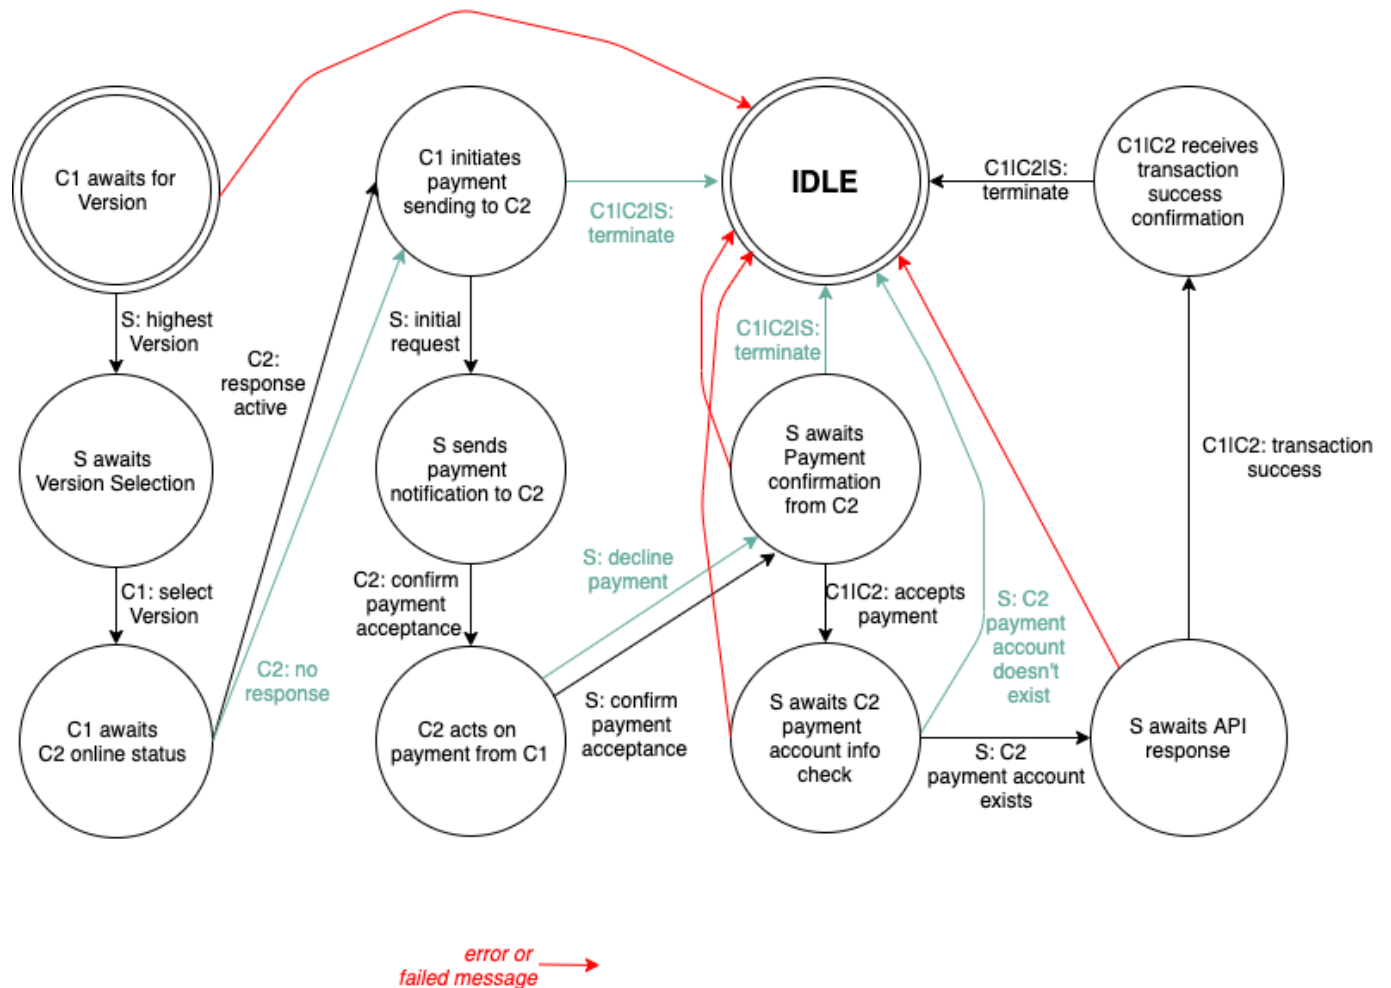 C1 awaits for
Version
C1 initiates
payment
sending to C2
IDLE
C1|C2 receives
transaction
success
confirmation
C1|C2|S:
terminate
C1|C2|S:
terminate
S: highest
Version
S: initial
request
C1|C2|S:
terminate
C2:
response
active
S awaits
Version Selection
S sends
payment
notification to C2
S awaits
Payment
confirmation
from C2
C1|C2: transaction
success
C1: select
Version
C2: confirm
payment
acceptance
S: decline
payment
C1|C2: accepts
payment
S: C2
payment
account
doesn't
exist
C2: no
response
C1 awaits
C2 online status
C2 acts on
payment from C1
S: confirm
payment
acceptance
S awaits C2
payment
account info
check
S: C2
payment account
exists
S awaits API
response
error or
failed message